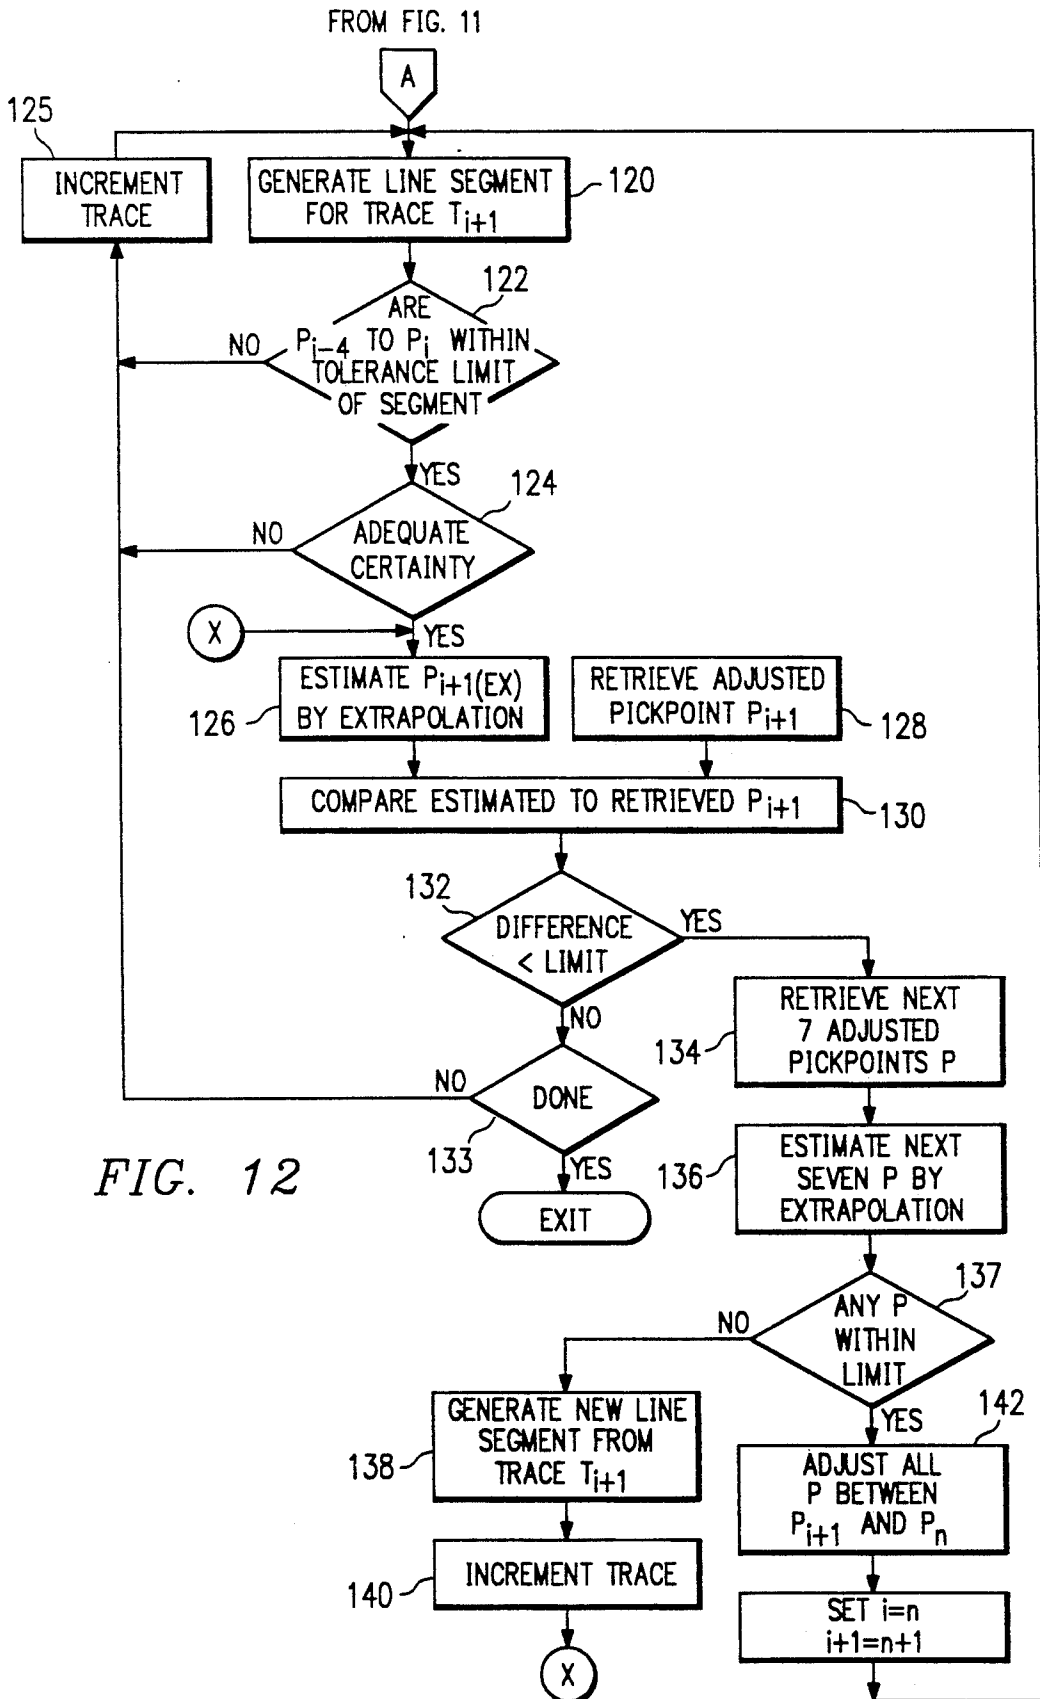 FROM FIG. 11
A
125
INCREMENT
TRACE
GENERATE LINE SEGMENT
FOR TRACE Ti+1
120
122
ARE
Pi-4 TO Pi WITHIN
TOLERANCE LIMIT
OF SEGMENT
NO
YES
124
ADEQUATE
CERTAINTY
NO
YES
X
ESTIMATE Pi+1(EX)
BY EXTRAPOLATION
126
RETRIEVE ADJUSTED
PICKPOINT Pi+1
128
COMPARE ESTIMATED TO RETRIEVED Pi+1
130
132
DIFFERENCE
< LIMIT
YES
NO
RETRIEVE NEXT
7 ADJUSTED
PICKPOINTS P
134
NO
DONE
133
YES
EXIT
FIG. 12
ESTIMATE NEXT
SEVEN P BY
EXTRAPOLATION
136
137
ANY P
WITHIN
LIMIT
NO
YES
GENERATE NEW LINE
SEGMENT FROM
TRACE Ti+1
138
142
ADJUST ALL
P BETWEEN
Pi+1 AND Pn
INCREMENT TRACE
140
SET i=n
i+1=n+1
X